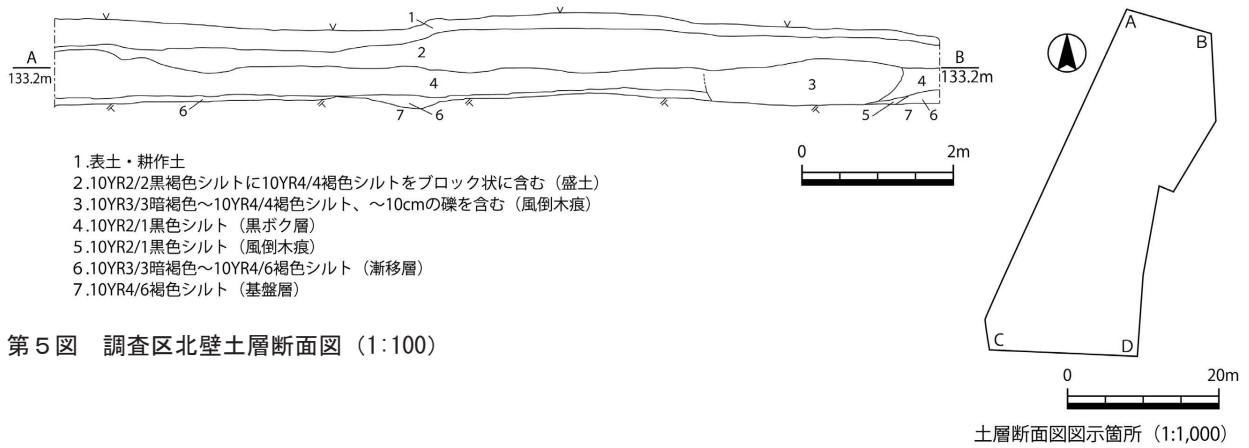 A
133.2m
1
2
3
4
4
5
6
6
6
7
7
B
133.2m
0 2m
1.表土・耕作土
2.10YR2/2黒褐色シルトに10YR4/4褐色シルトをブロック状に含む（盛土）
3.10YR3/3暗褐色～10YR4/4褐色シルト、～10cmの礫を含む（風倒木痕）
4.10YR2/1黒色シルト（黒ボク層）
5.10YR2/1黒色シルト（風倒木痕）
6.10YR3/3暗褐色～10YR4/6褐色シルト（漸移層）
7.10YR4/6褐色シルト（基盤層）
第５図　調査区北壁土層断面図（1:100）
A
B
C
D
0 20m
土層断面図図示箇所（1:1,000）